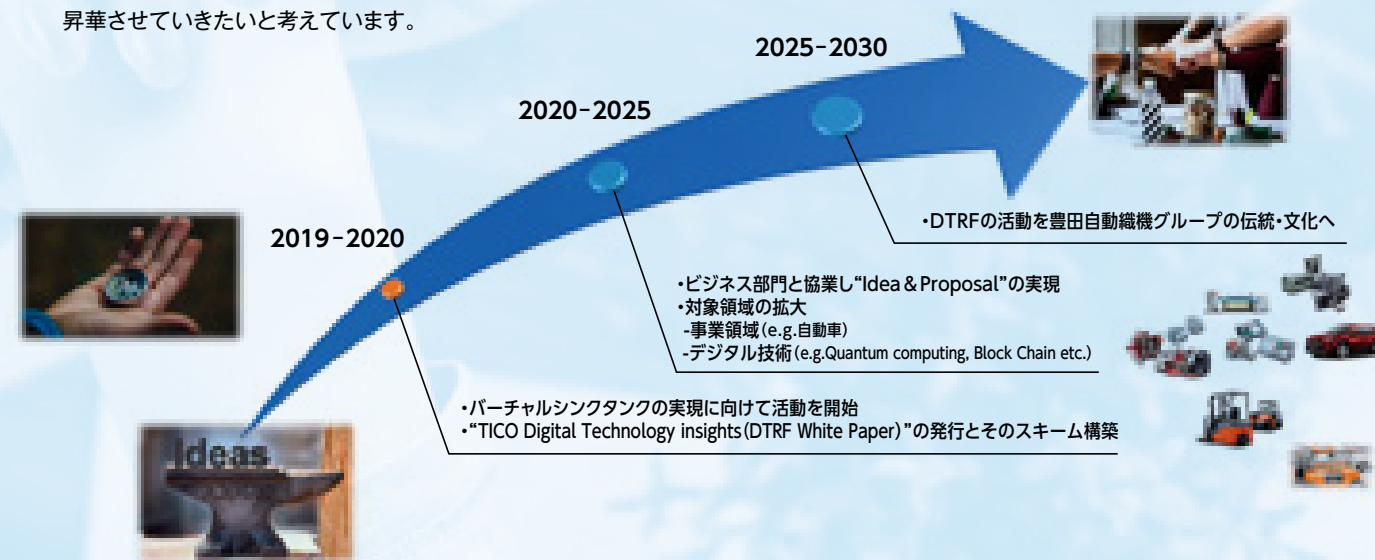 昇華させていきたいと考えています。
2025-2030
2020-2025
2019-2020
・DTRFの活動を豊田自動織機グループの伝統・文化へ
・ビジネス部門と協業し“Idea & Proposal”の実現
・対象領域の拡大
-事業領域(e.g.自動車)
-デジタル技術(e.g.Quantum computing, Block Chain etc.)
・バーチャルシンクタンクの実現に向けて活動を開始
・“TICO Digital Technology insights(DTRF White Paper)”の発行とそのスキーム構築
Ideas